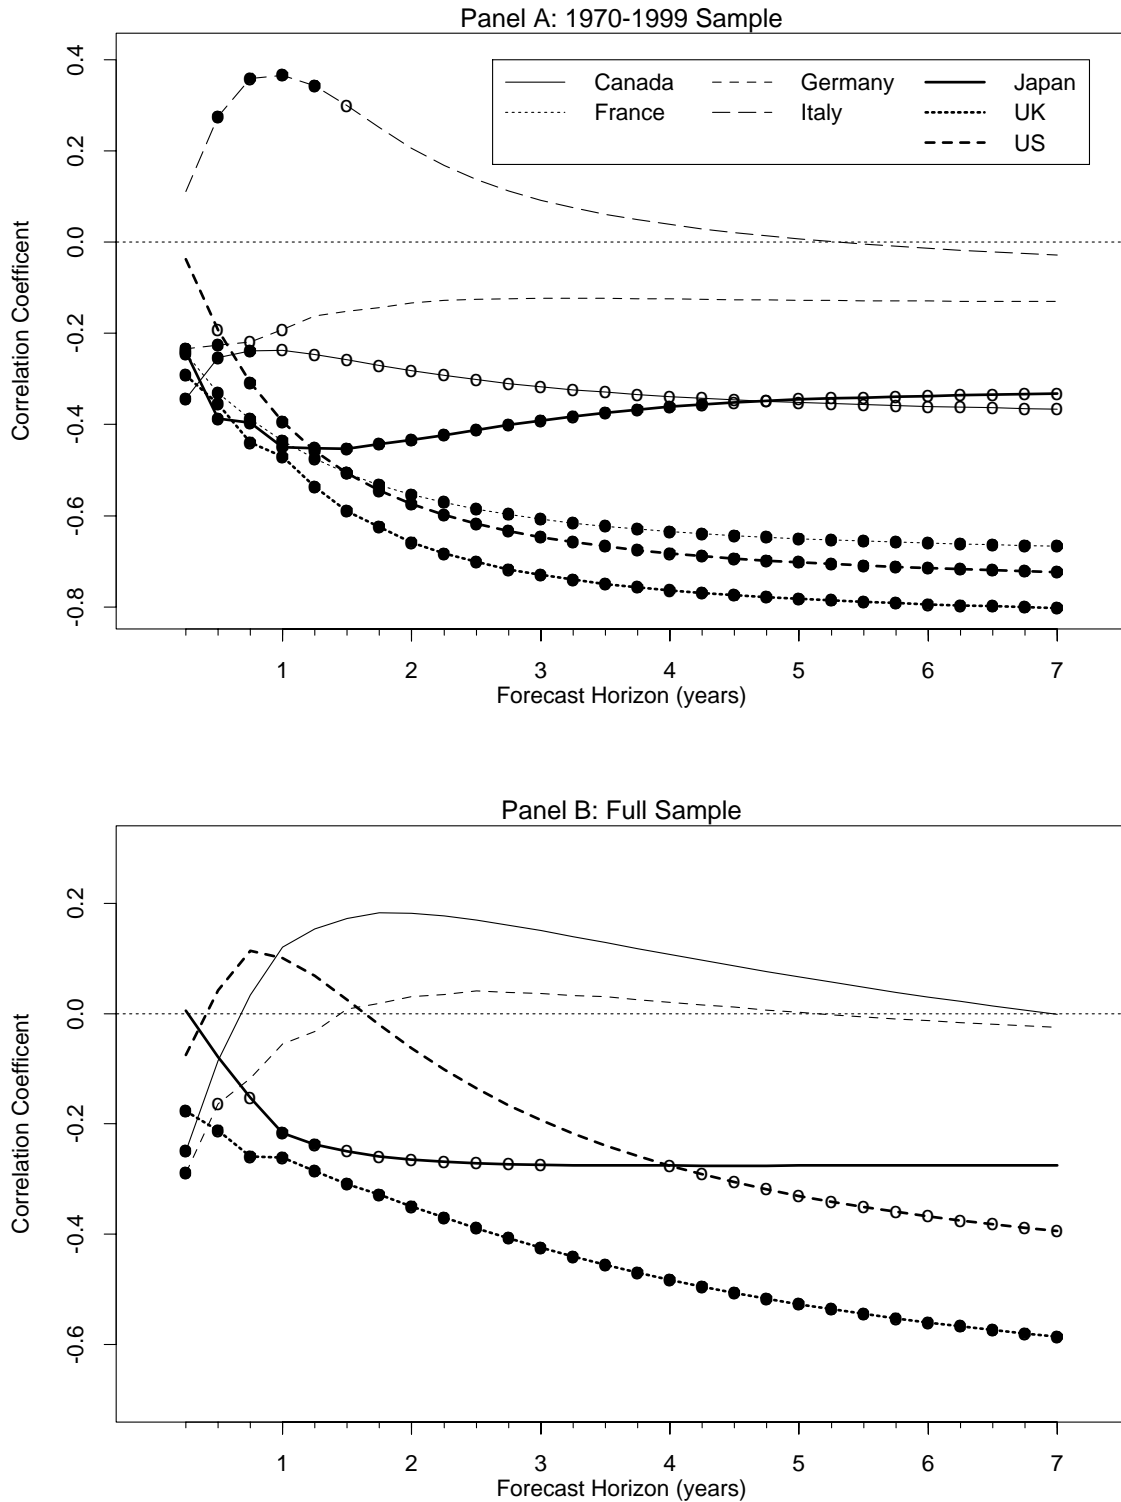 Panel A: 1970-1999 Sample
Correlation Coefficent
0.4
0.2
0.0
-0.2
-0.4
-0.6
-0.8
Canada
Germany
Japan
France
Italy
UK
US
1
2
3
4
5
6
7
Forecast Horizon (years)
Panel B: Full Sample
Correlation Coefficent
0.2
0.0
-0.2
-0.4
-0.6
1
2
3
4
5
6
7
Forecast Horizon (years)